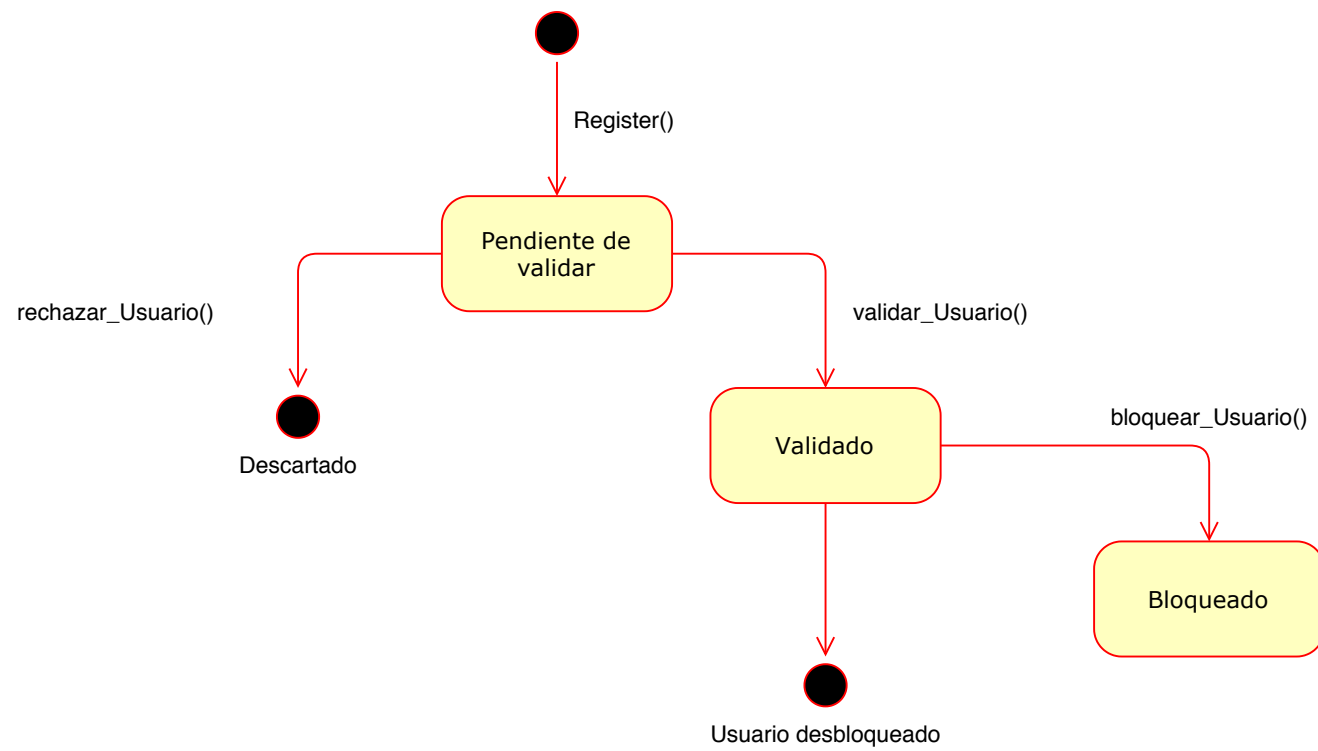 Register()
Pendiente de
validar
rechazar_Usuario()
validar_Usuario()
bloquear_Usuario()
Validado
Descartado
Bloqueado
Usuario desbloqueado